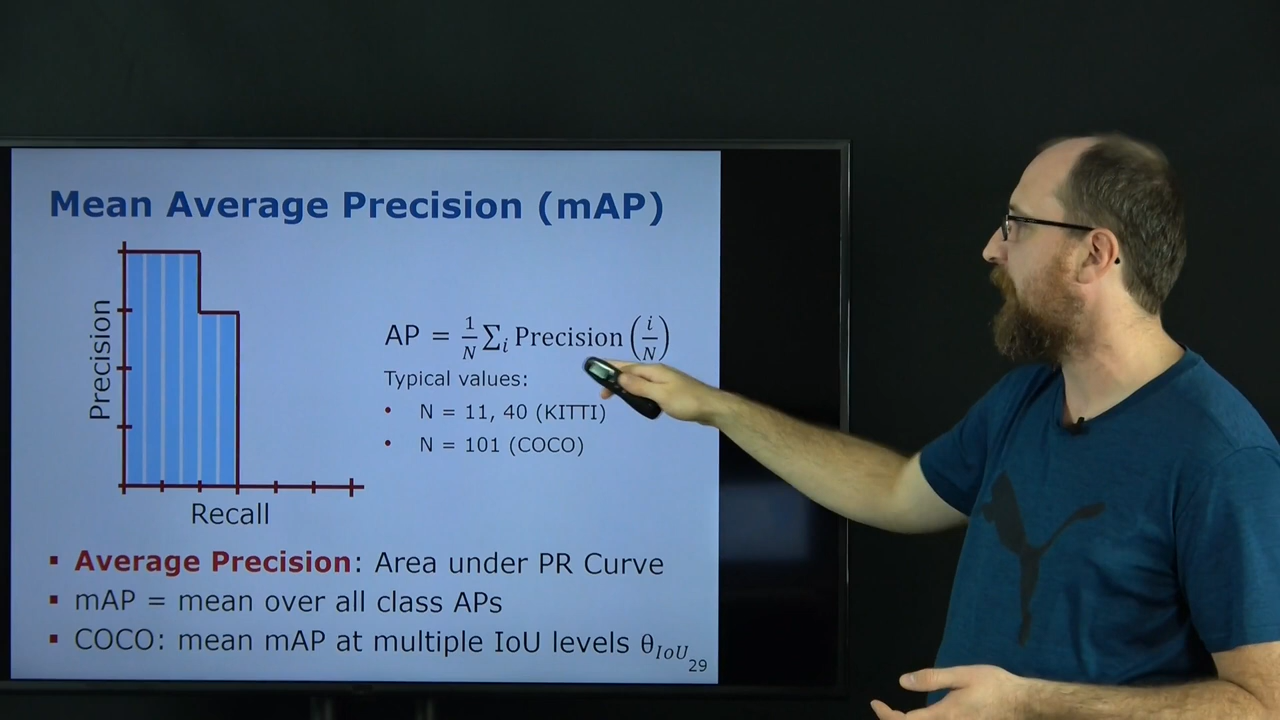 Mean Average Precision (mAP)
Precision
Recall
AP = 1/N ∑_i Precision (i/N)
Typical values:
• N = 11, 40 (KITTI)
• N = 101 (COCO)
▪ Average Precision: Area under PR Curve
▪ mAP = mean over all class APs
▪ COCO: mean mAP at multiple IoU levels θ_IoU
29